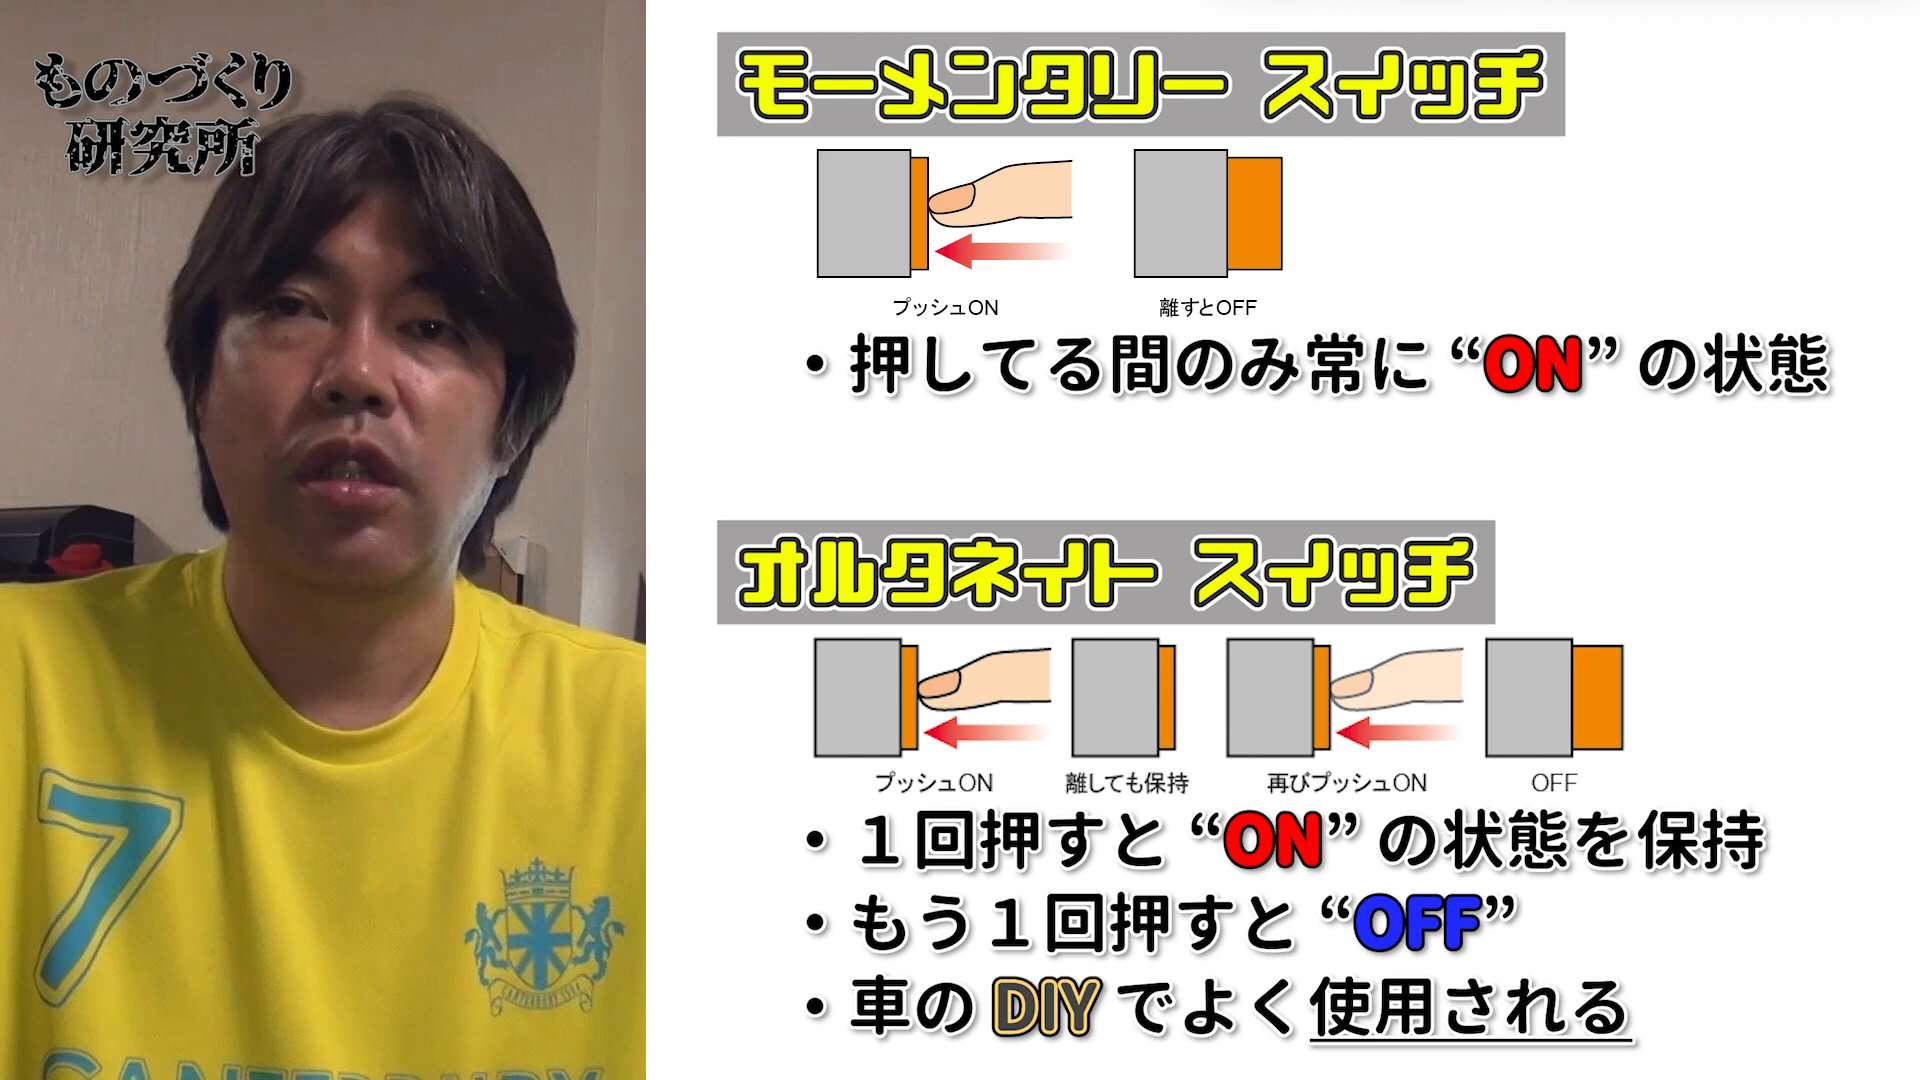 ものづくり
研究所
モーメンタリー スイッチ
プッシュON
離すとOFF
・押してる間のみ常に “ON” の状態
オルタネイト スイッチ
プッシュON
離しても保持
再びプッシュON
OFF
・１回押すと “ON” の状態を保持
・もう１回押すと “OFF”
・車の DIY でよく使用される
7
CANTERBURY 1904
CANTERBURY